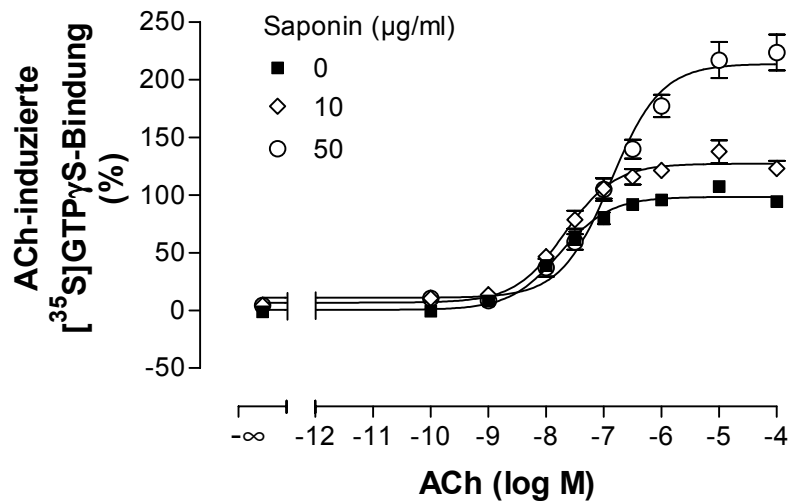 Saponin (µg/ml)
0
10
50
ACh-induzierte
[³⁵S]GTPγS-Bindung
(%)
250
200
150
100
50
0
-50
-∞ -12 -11 -10 -9 -8 -7 -6 -5 -4
ACh (log M)